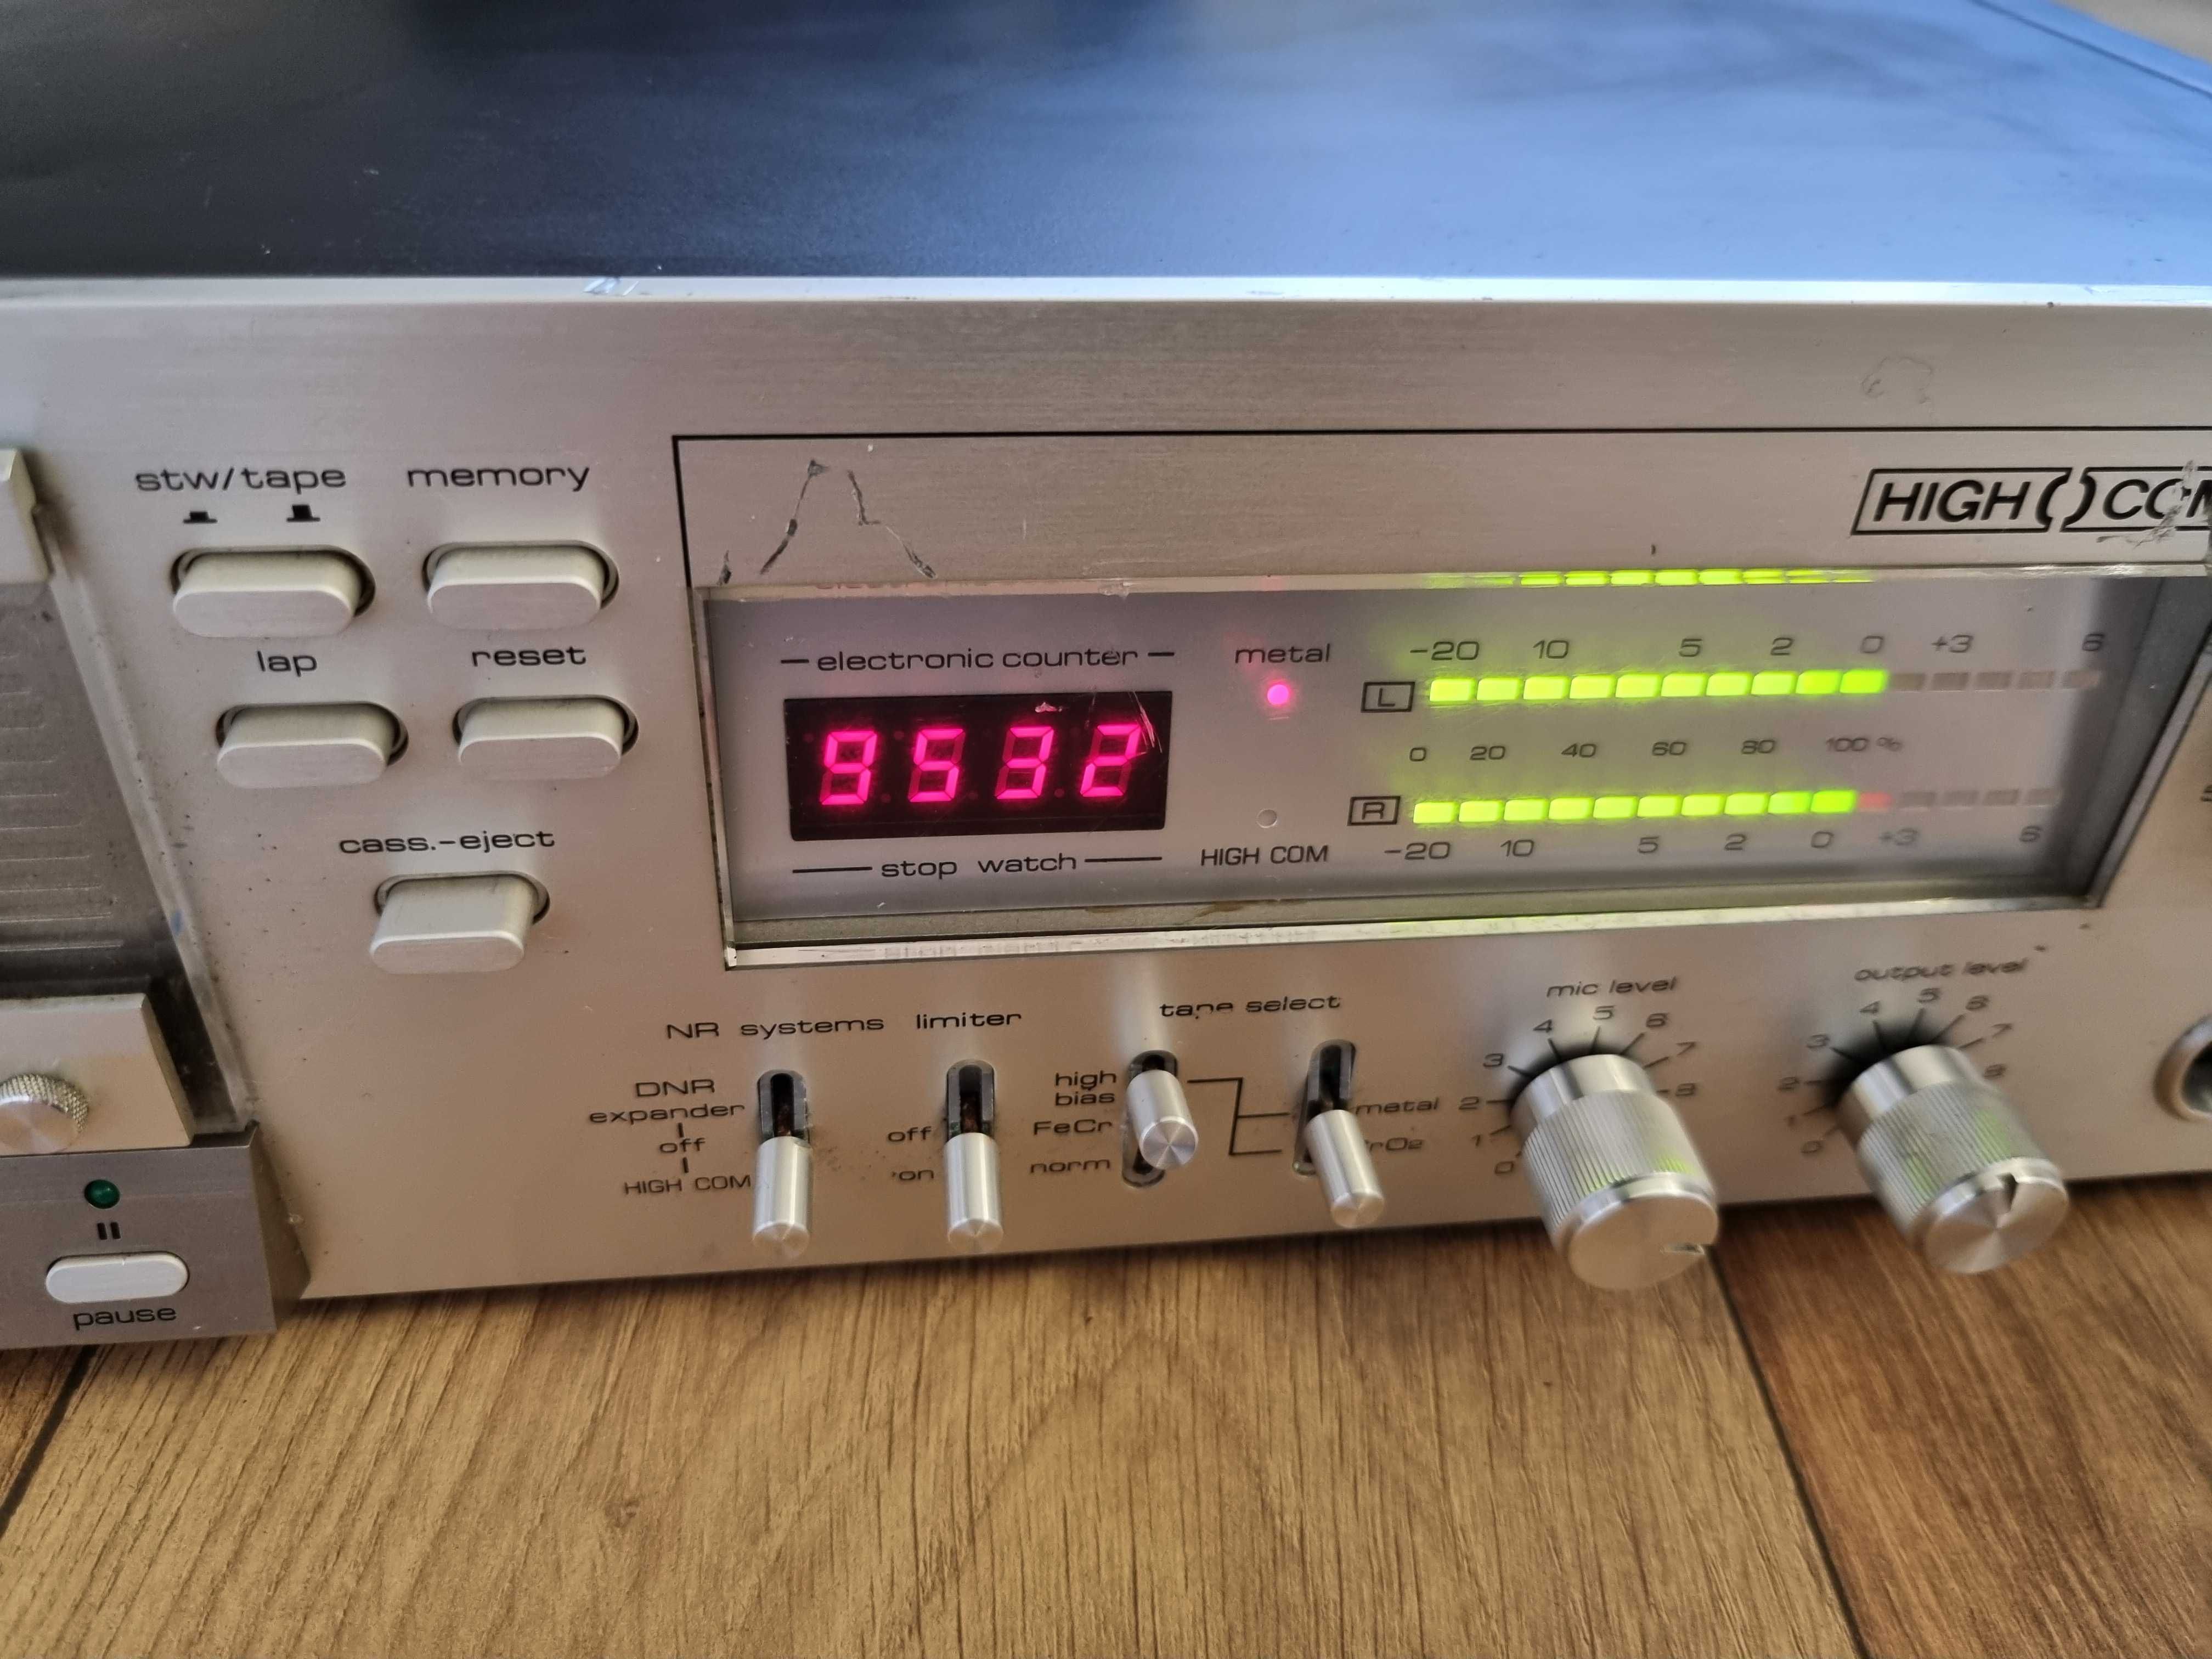 stw/tape memory
lap reset
cass.-eject
HIGH COM
electronic counter
9532
stop watch
metal
HIGH COM
-20 10 5 2 0 +3 6
L
0 20 40 60 80 100 %
R
-20 10 5 2 0 +3 6
NR systems limiter
DNR
expander
off
HIGH COM
off
on
tape select
high
bias
FeCr
norm
metal
mic level
0 1 2 3 4 5 6 7 8
output level
0 1 2 3 4 5 6 7 8
pause